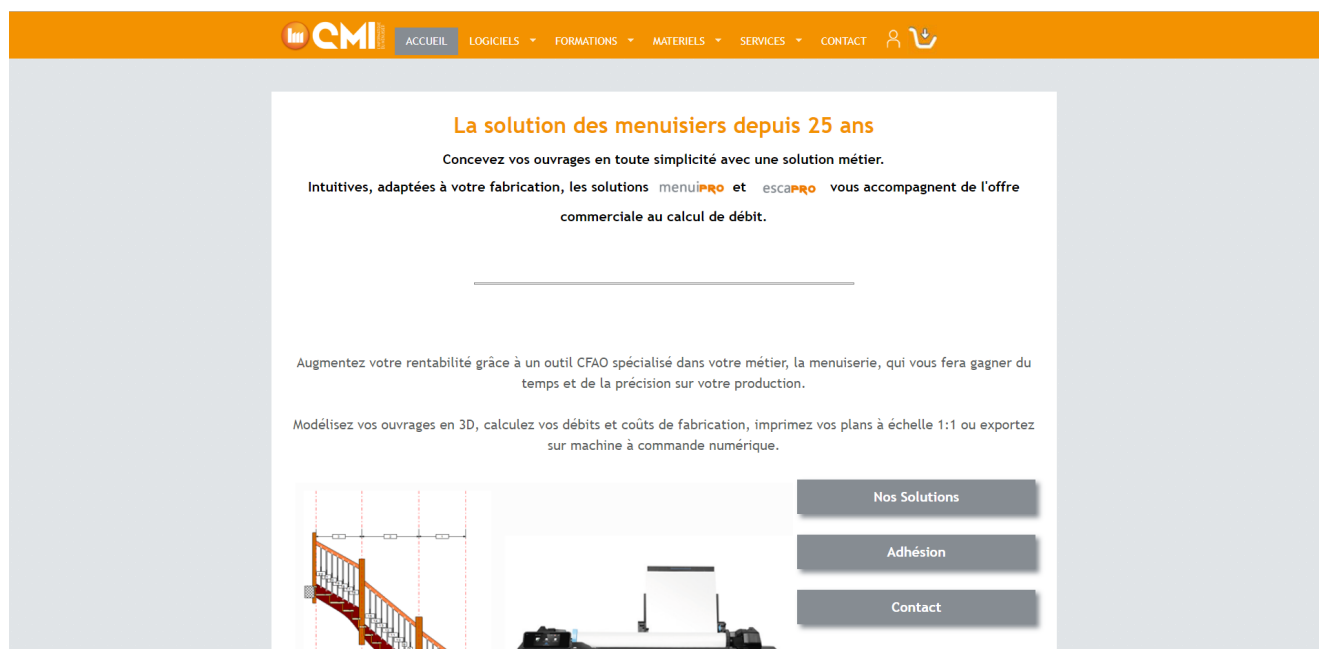 CMI
ACCUEIL LOGICIELS FORMATIONS MATERIELS SERVICES CONTACT
La solution des menuisiers depuis 25 ans
Concevez vos ouvrages en toute simplicité avec une solution métier.
Intuitives, adaptées à votre fabrication, les solutions menuiPRO et escaPRO vous accompagnent de l'offre
commerciale au calcul de débit.
Augmentez votre rentabilité grâce à un outil CFAO spécialisé dans votre métier, la menuiserie, qui vous fera gagner du
temps et de la précision sur votre production.
Modélisez vos ouvrages en 3D, calculez vos débits et coûts de fabrication, imprimez vos plans à échelle 1:1 ou exportez
sur machine à commande numérique.
Nos Solutions
Adhésion
Contact